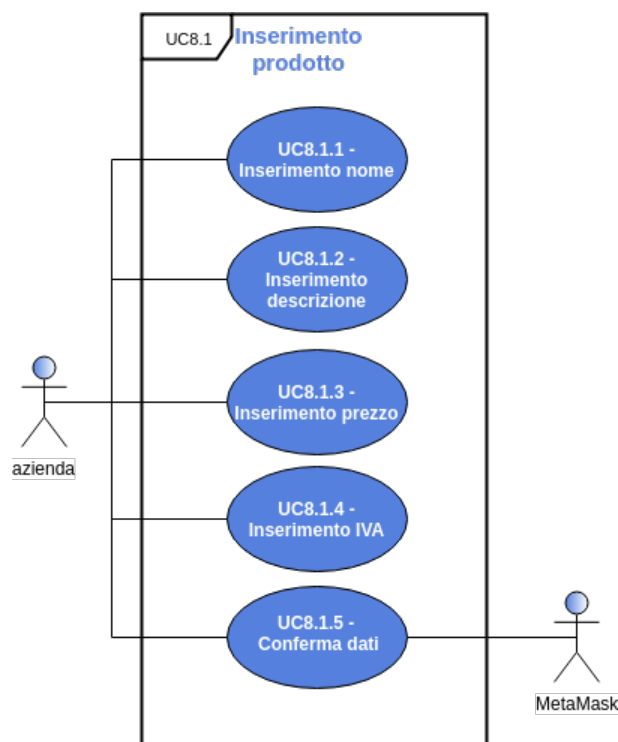 UC8.1
Inserimento
prodotto
UC8.1.1 -
Inserimento nome
UC8.1.2 -
Inserimento
descrizione
UC8.1.3 -
Inserimento prezzo
azienda
UC8.1.4 -
Inserimento IVA
UC8.1.5 -
Conferma dati
MetaMask